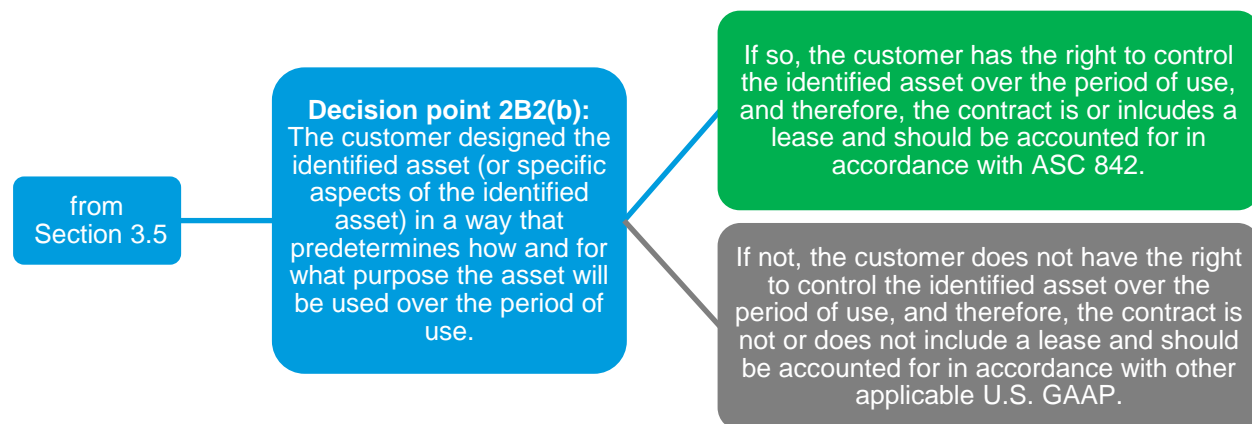 from
Section 3.5
Decision point 2B2(b):
The customer designed the
identified asset (or specific
aspects of the identified
asset) in a way that
predetermines how and for
what purpose the asset will
be used over the period of
use.
If so, the customer has the right to control
the identified asset over the period of use,
and therefore, the contract is or inlcudes a
lease and should be accounted for in
accordance with ASC 842.
If not, the customer does not have the right
to control the identified asset over the
period of use, and therefore, the contract is
not or does not include a lease and should
be accounted for in accordance with other
applicable U.S. GAAP.